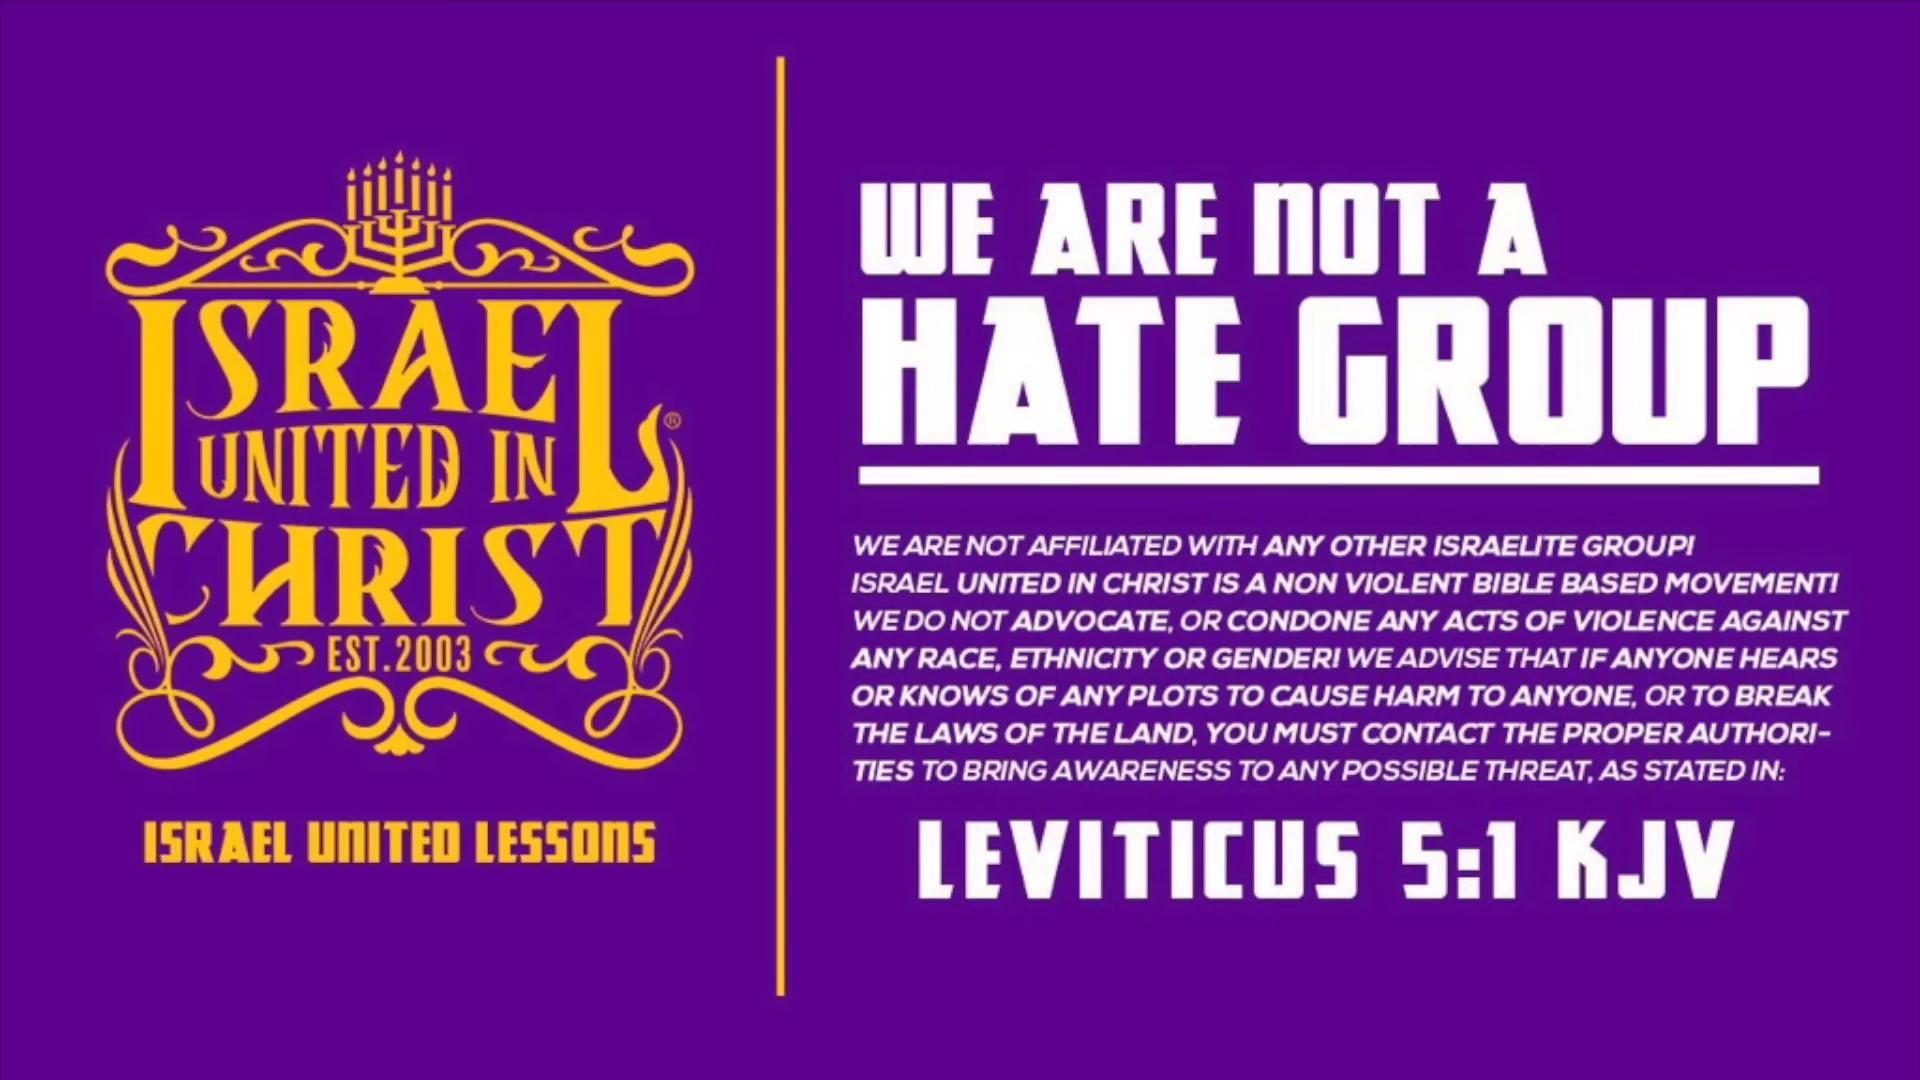 ISRAEL
UNITED IN
CHRIST
®
EST.2003
ISRAEL UNITED LESSONS
WE ARE NOT A
HATE GROUP
WE ARE NOT AFFILIATED WITH ANY OTHER ISRAELITE GROUP!
ISRAEL UNITED IN CHRIST IS A NON VIOLENT BIBLE BASED MOVEMENT!
WE DO NOT ADVOCATE, OR CONDONE ANY ACTS OF VIOLENCE AGAINST
ANY RACE, ETHNICITY OR GENDER! WE ADVISE THAT IF ANYONE HEARS
OR KNOWS OF ANY PLOTS TO CAUSE HARM TO ANYONE, OR TO BREAK
THE LAWS OF THE LAND, YOU MUST CONTACT THE PROPER AUTHORI-
TIES TO BRING AWARENESS TO ANY POSSIBLE THREAT, AS STATED IN:
LEVITICUS 5:1 KJV